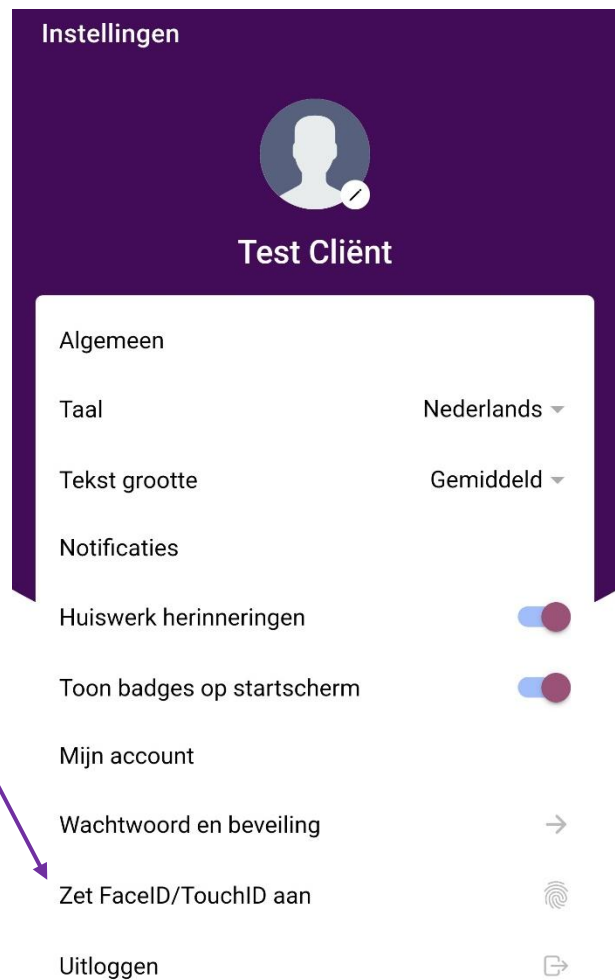 Instellingen
Test Cliënt
Algemeen
Taal Nederlands
Tekst grootte Gemiddeld
Notificaties
Huiswerk herinneringen
Toon badges op startscherm
Mijn account
Wachtwoord en beveiling
Zet FaceID/TouchID aan
Uitloggen